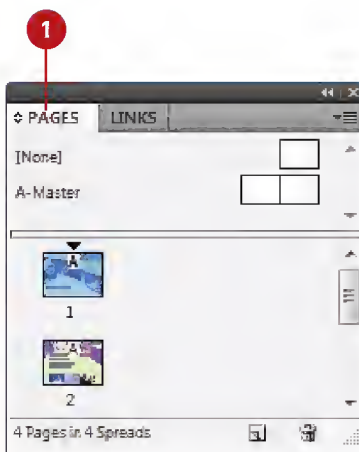 1
PAGES LINKS
[None]
A-Master
A
1
A
2
4 Pages in 4 Spreads